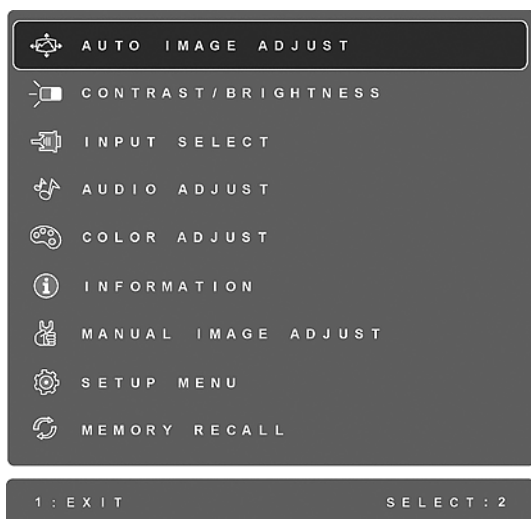 AUTO IMAGE ADJUST
CONTRAST/BRIGHTNESS
INPUT SELECT
AUDIO ADJUST
COLOR ADJUST
INFORMATION
MANUAL IMAGE ADJUST
SETUP MENU
MEMORY RECALL
1:EXIT SELECT:2